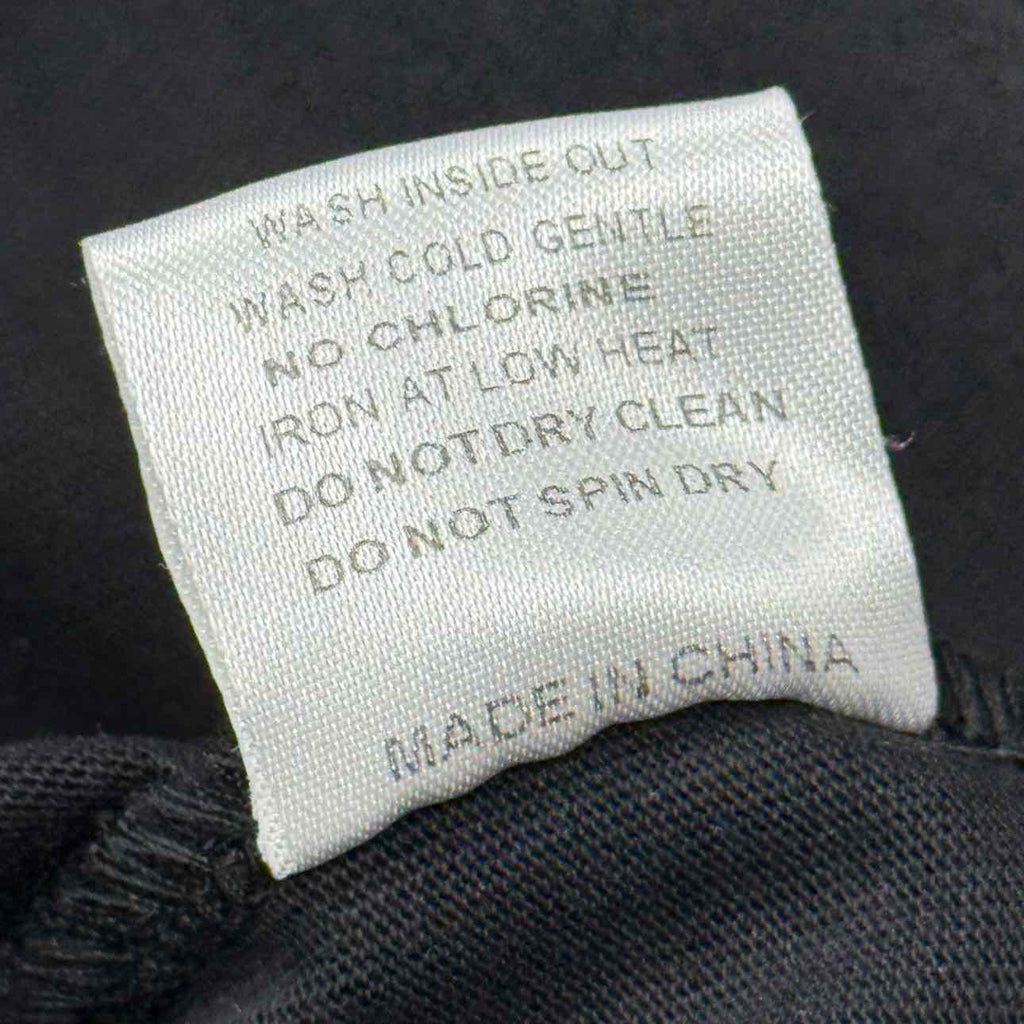 WASH INSIDE OUT
WASH COLD GENTLE
NO CHLORINE
IRON AT LOW HEAT
DO NOT DRY CLEAN
DO NOT SPIN DRY
MADE IN CHINA